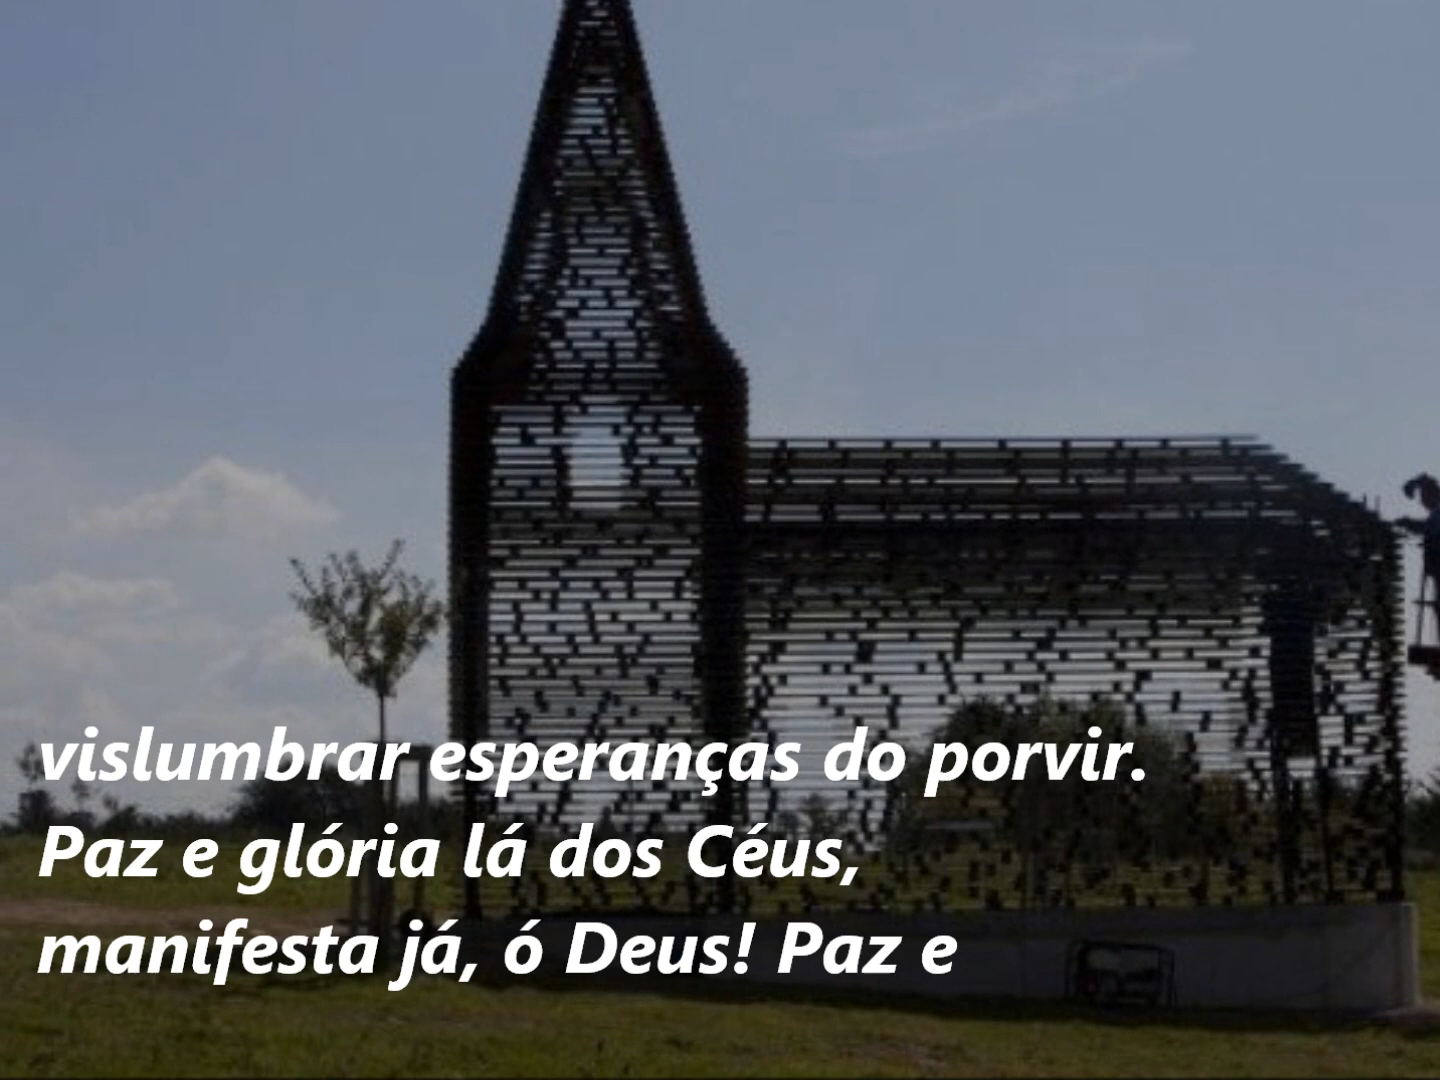 vislumbrar esperanças do porvir.
Paz e glória lá dos Céus,
manifesta já, ó Deus! Paz e